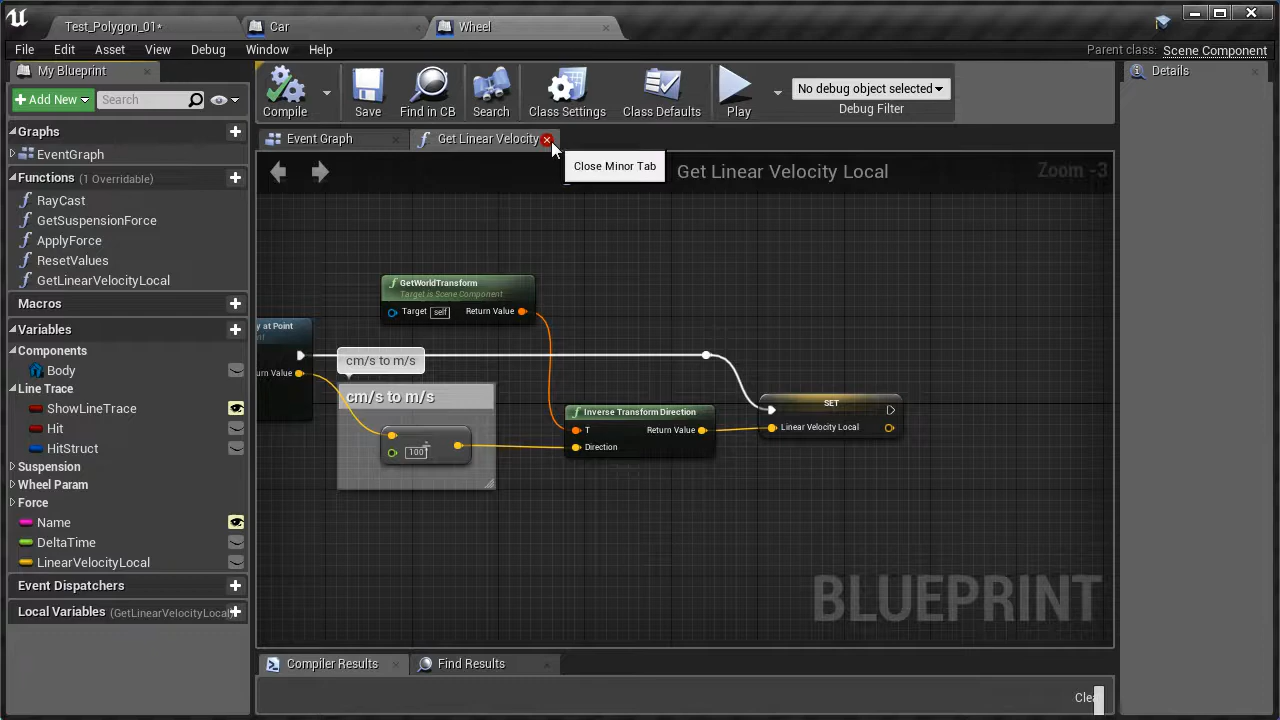 Test_Polygon_01*
Car
Wheel
File
Edit
Asset
View
Debug
Window
Help
Parent class: Scene Component
My Blueprint
Details
Add New
Search
Compile
Save
Find in CB
Search
Class Settings
Class Defaults
Play
No debug object selected
Debug Filter
Graphs
EventGraph
Functions (1 Overridable)
RayCast
GetSuspensionForce
ApplyForce
ResetValues
GetLinearVelocityLocal
Macros
Variables
Components
Body
Line Trace
ShowLineTrace
Hit
HitStruct
Suspension
Wheel Param
Force
Name
DeltaTime
LinearVelocityLocal
Event Dispatchers
Local Variables (GetLinearVelocityLocal
Event Graph
Get Linear Velocity
Close Minor Tab
Get Linear Velocity Local
Zoom -3
GetWorldTransform
Target is Scene Component
Target self
Return Value
y at Point
nt
urn Value
cm/s to m/s
cm/s to m/s
÷
100
Inverse Transform Direction
T
Return Value
Direction
SET
Linear Velocity Local
BLUEPRINT
Compiler Results
Find Results
Clea